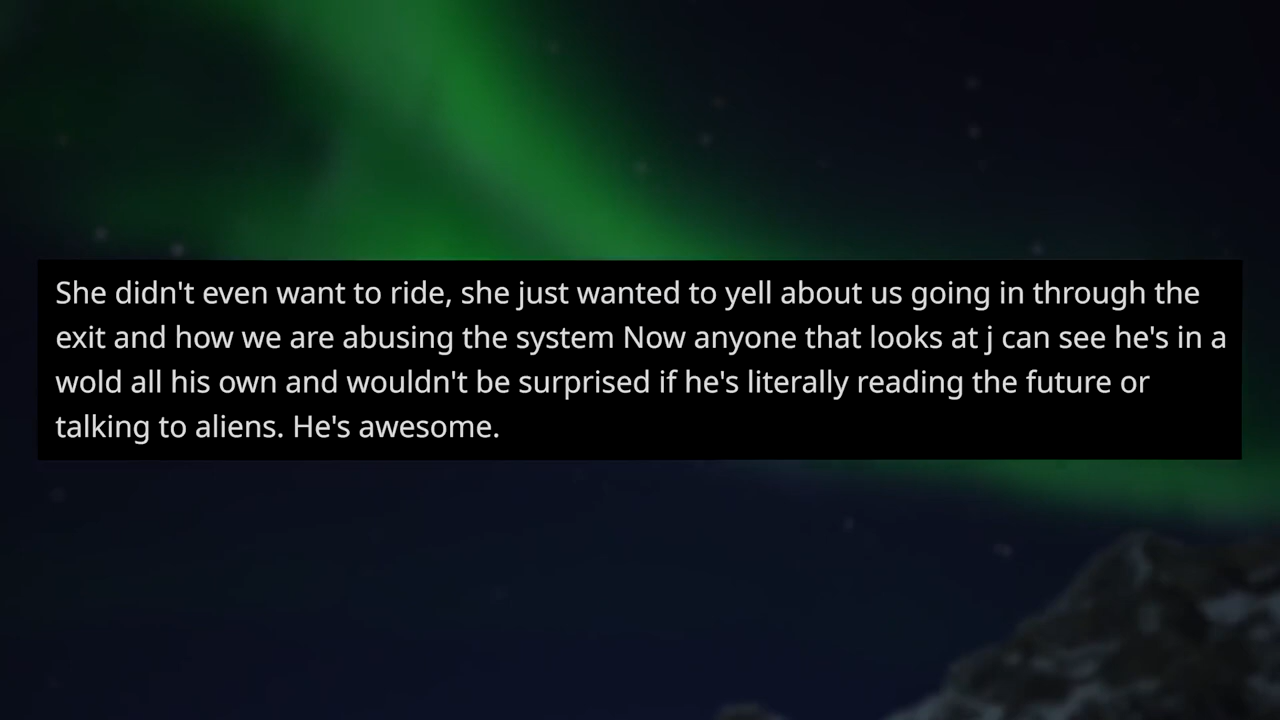 She didn't even want to ride, she just wanted to yell about us going in through the
exit and how we are abusing the system Now anyone that looks at j can see he's in a
wold all his own and wouldn't be surprised if he's literally reading the future or
talking to aliens. He's awesome.